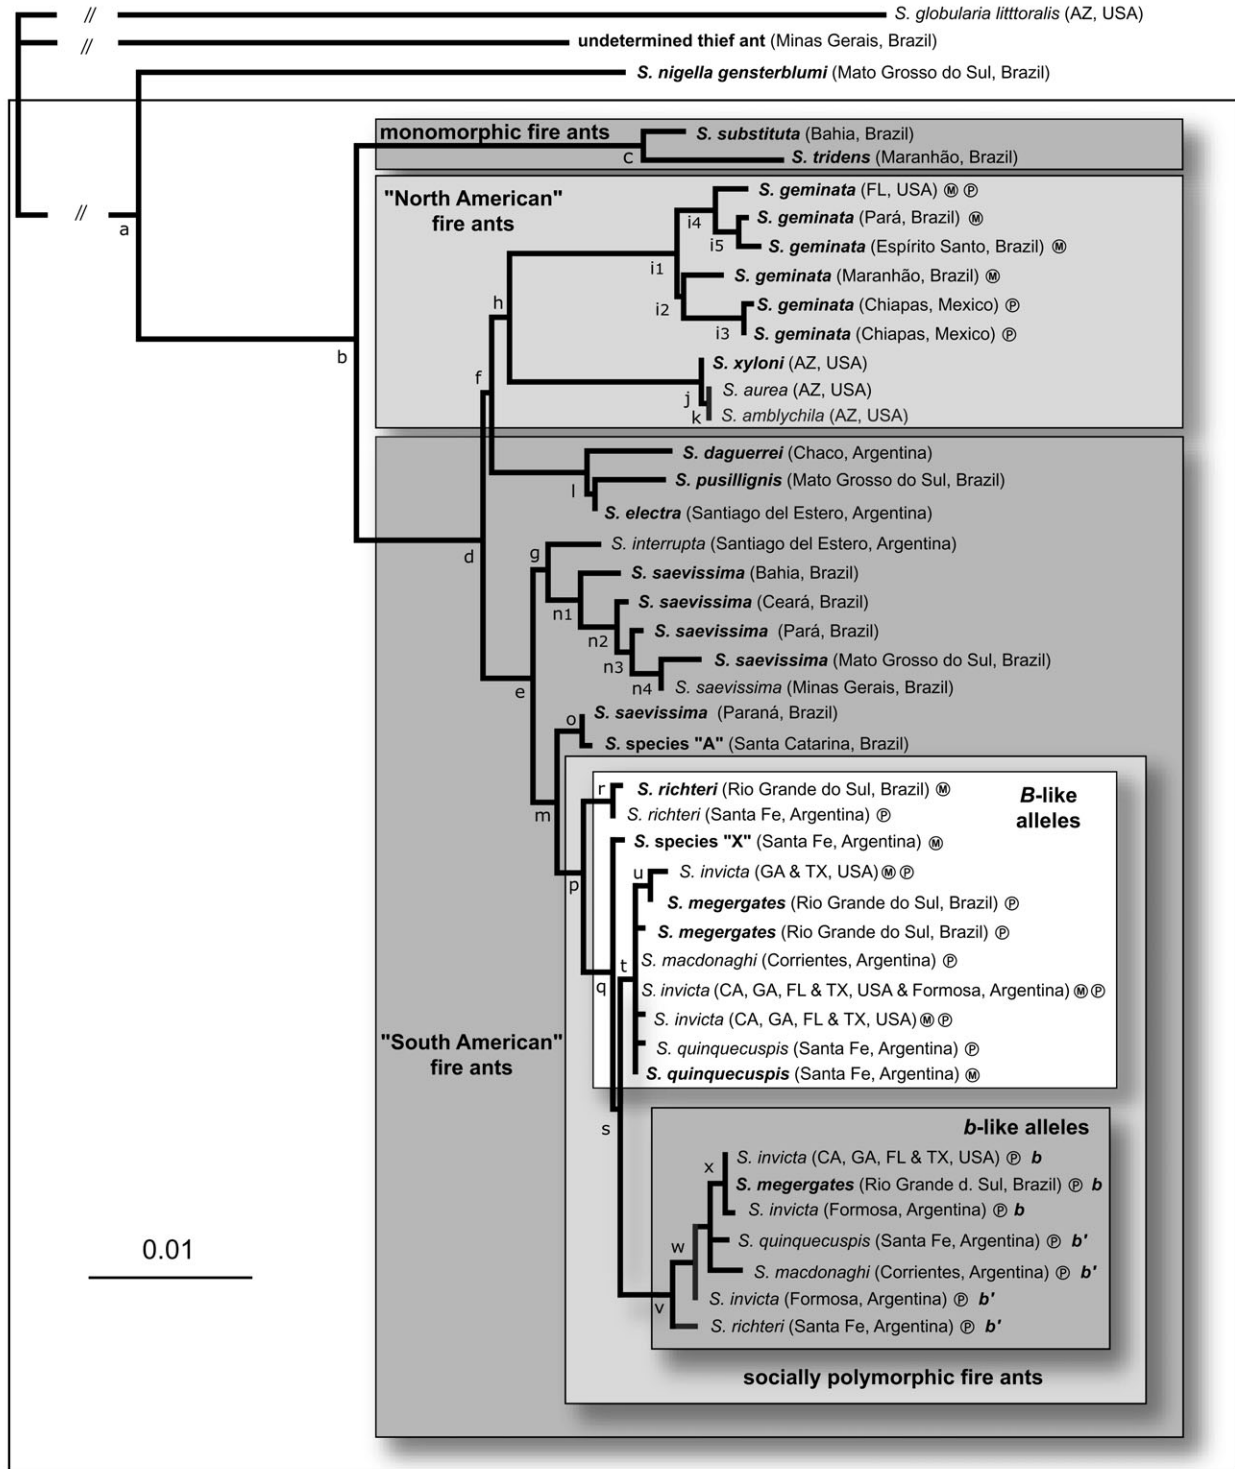 S. globularia litttoralis (AZ, USA)
undetermined thief ant (Minas Gerais, Brazil)
S. nigella gensterblumi (Mato Grosso do Sul, Brazil)
monomorphic fire ants
S. substituta (Bahia, Brazil)
c
S. tridens (Maranhão, Brazil)
"North American"
fire ants
S. geminata (FL, USA) Ⓜ Ⓟ
a
i4
S. geminata (Pará, Brazil) Ⓜ
i5
S. geminata (Espírito Santo, Brazil) Ⓜ
i1
S. geminata (Maranhão, Brazil) Ⓜ
h
i2
S. geminata (Chiapas, Mexico) Ⓟ
i3
S. geminata (Chiapas, Mexico) Ⓟ
b
S. xyloni (AZ, USA)
f
S. aurea (AZ, USA)
j
k
S. amblychila (AZ, USA)
S. daguerrei (Chaco, Argentina)
S. pusillignis (Mato Grosso do Sul, Brazil)
l
S. electra (Santiago del Estero, Argentina)
S. interrupta (Santiago del Estero, Argentina)
d
g
S. saevissima (Bahia, Brazil)
S. saevissima (Ceará, Brazil)
n1
S. saevissima (Pará, Brazil)
n2
S. saevissima (Mato Grosso do Sul, Brazil)
n3
n4
S. saevissima (Minas Gerais, Brazil)
e
S. saevissima (Paraná, Brazil)
o
S. species "A" (Santa Catarina, Brazil)
r
S. richteri (Rio Grande do Sul, Brazil) Ⓜ
B-like
alleles
S. richteri (Santa Fe, Argentina) Ⓟ
m
S. species "X" (Santa Fe, Argentina) Ⓜ
u
S. invicta (GA & TX, USA) Ⓜ Ⓟ
p
S. megergates (Rio Grande do Sul, Brazil) Ⓟ
S. megergates (Rio Grande do Sul, Brazil) Ⓟ
t
S. macdonaghi (Corrientes, Argentina) Ⓟ
q
S. invicta (CA, GA, FL & TX, USA & Formosa, Argentina) Ⓜ Ⓟ
S. invicta (CA, GA, FL & TX, USA) Ⓜ Ⓟ
"South American"
fire ants
S. quinquecuspis (Santa Fe, Argentina) Ⓟ
S. quinquecuspis (Santa Fe, Argentina) Ⓜ
s
b-like alleles
S. invicta (CA, GA, FL & TX, USA) Ⓟ b
x
S. megergates (Rio Grande d. Sul, Brazil) Ⓟ b
S. invicta (Formosa, Argentina) Ⓟ b
S. quinquecuspis (Santa Fe, Argentina) Ⓟ b'
w
0.01
S. macdonaghi (Corrientes, Argentina) Ⓟ b'
S. invicta (Formosa, Argentina) Ⓟ b'
v
S. richteri (Santa Fe, Argentina) Ⓟ b'
socially polymorphic fire ants